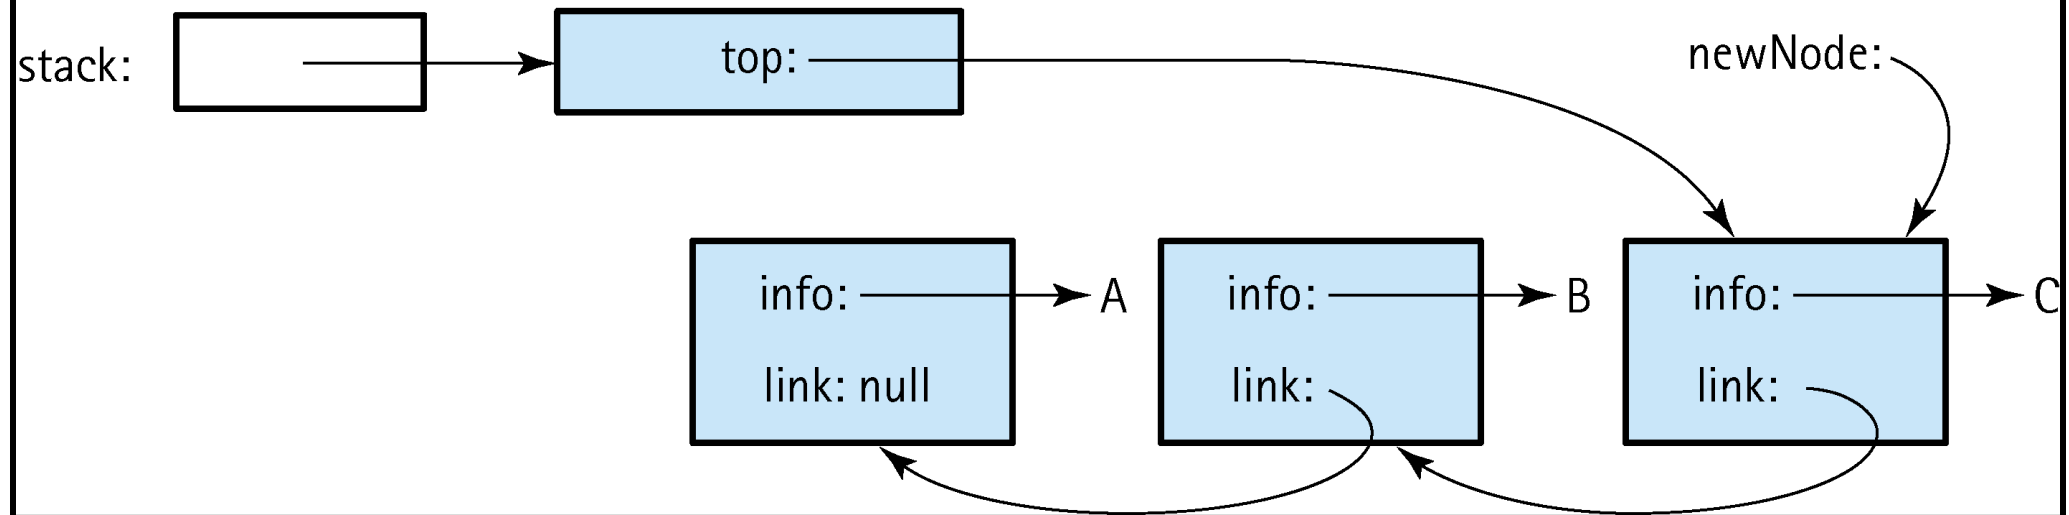 stack:
top:
newNode:
info: A
info: B
info: C
link: null
link:
link: